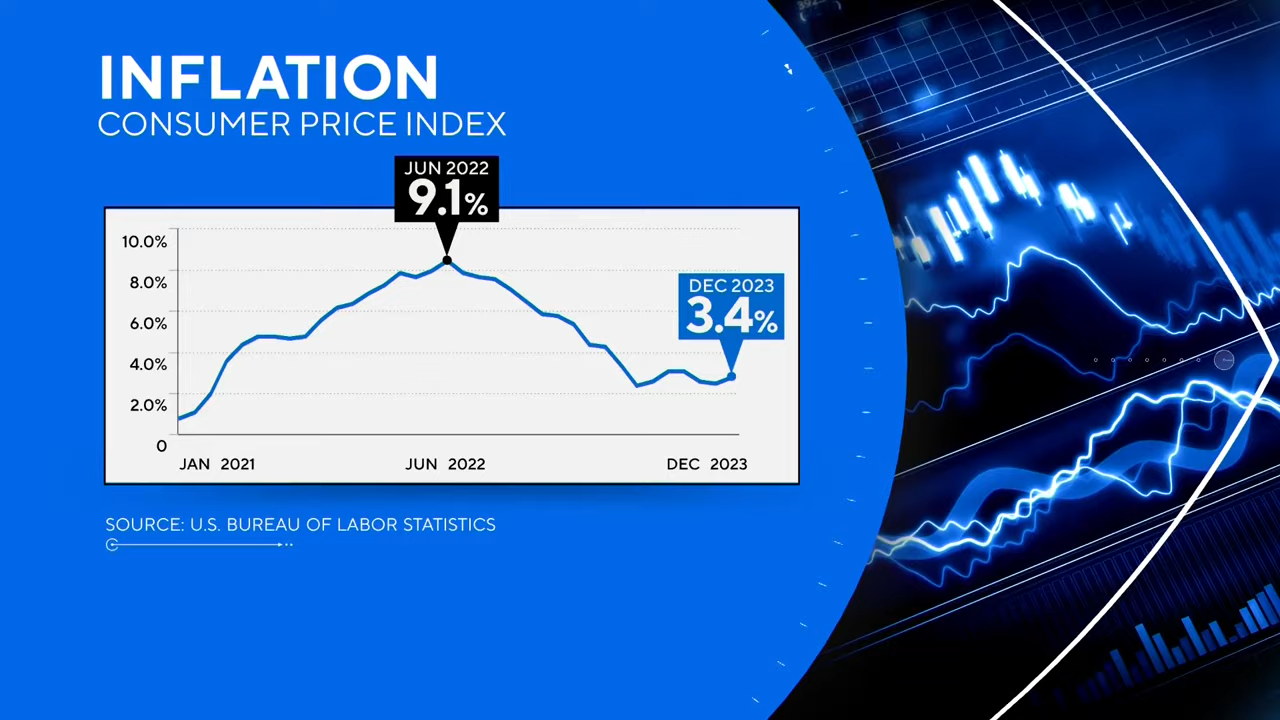 INFLATION
CONSUMER PRICE INDEX
JUN 2022
9.1%
DEC 2023
3.4%
10.0%
8.0%
6.0%
4.0%
2.0%
0
JAN 2021
JUN 2022
DEC 2023
SOURCE: U.S. BUREAU OF LABOR STATISTICS